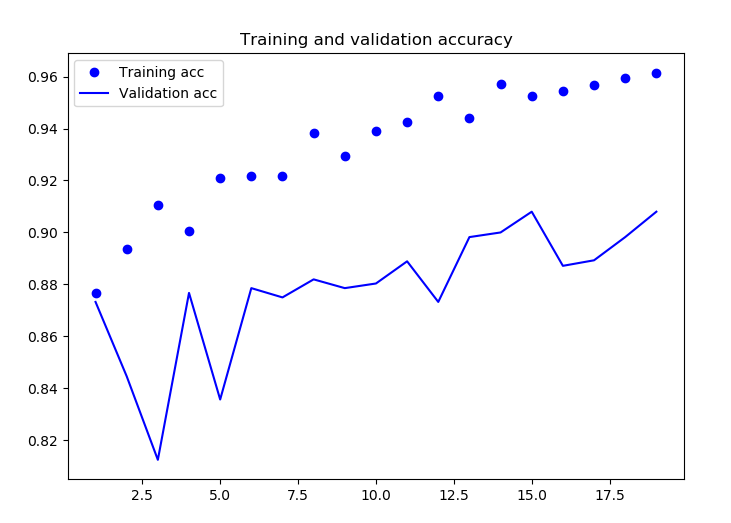 Training and validation accuracy
Training acc
Validation acc
0.96
0.94
0.92
0.90
0.88
0.86
0.84
0.82
2.5 5.0 7.5 10.0 12.5 15.0 17.5